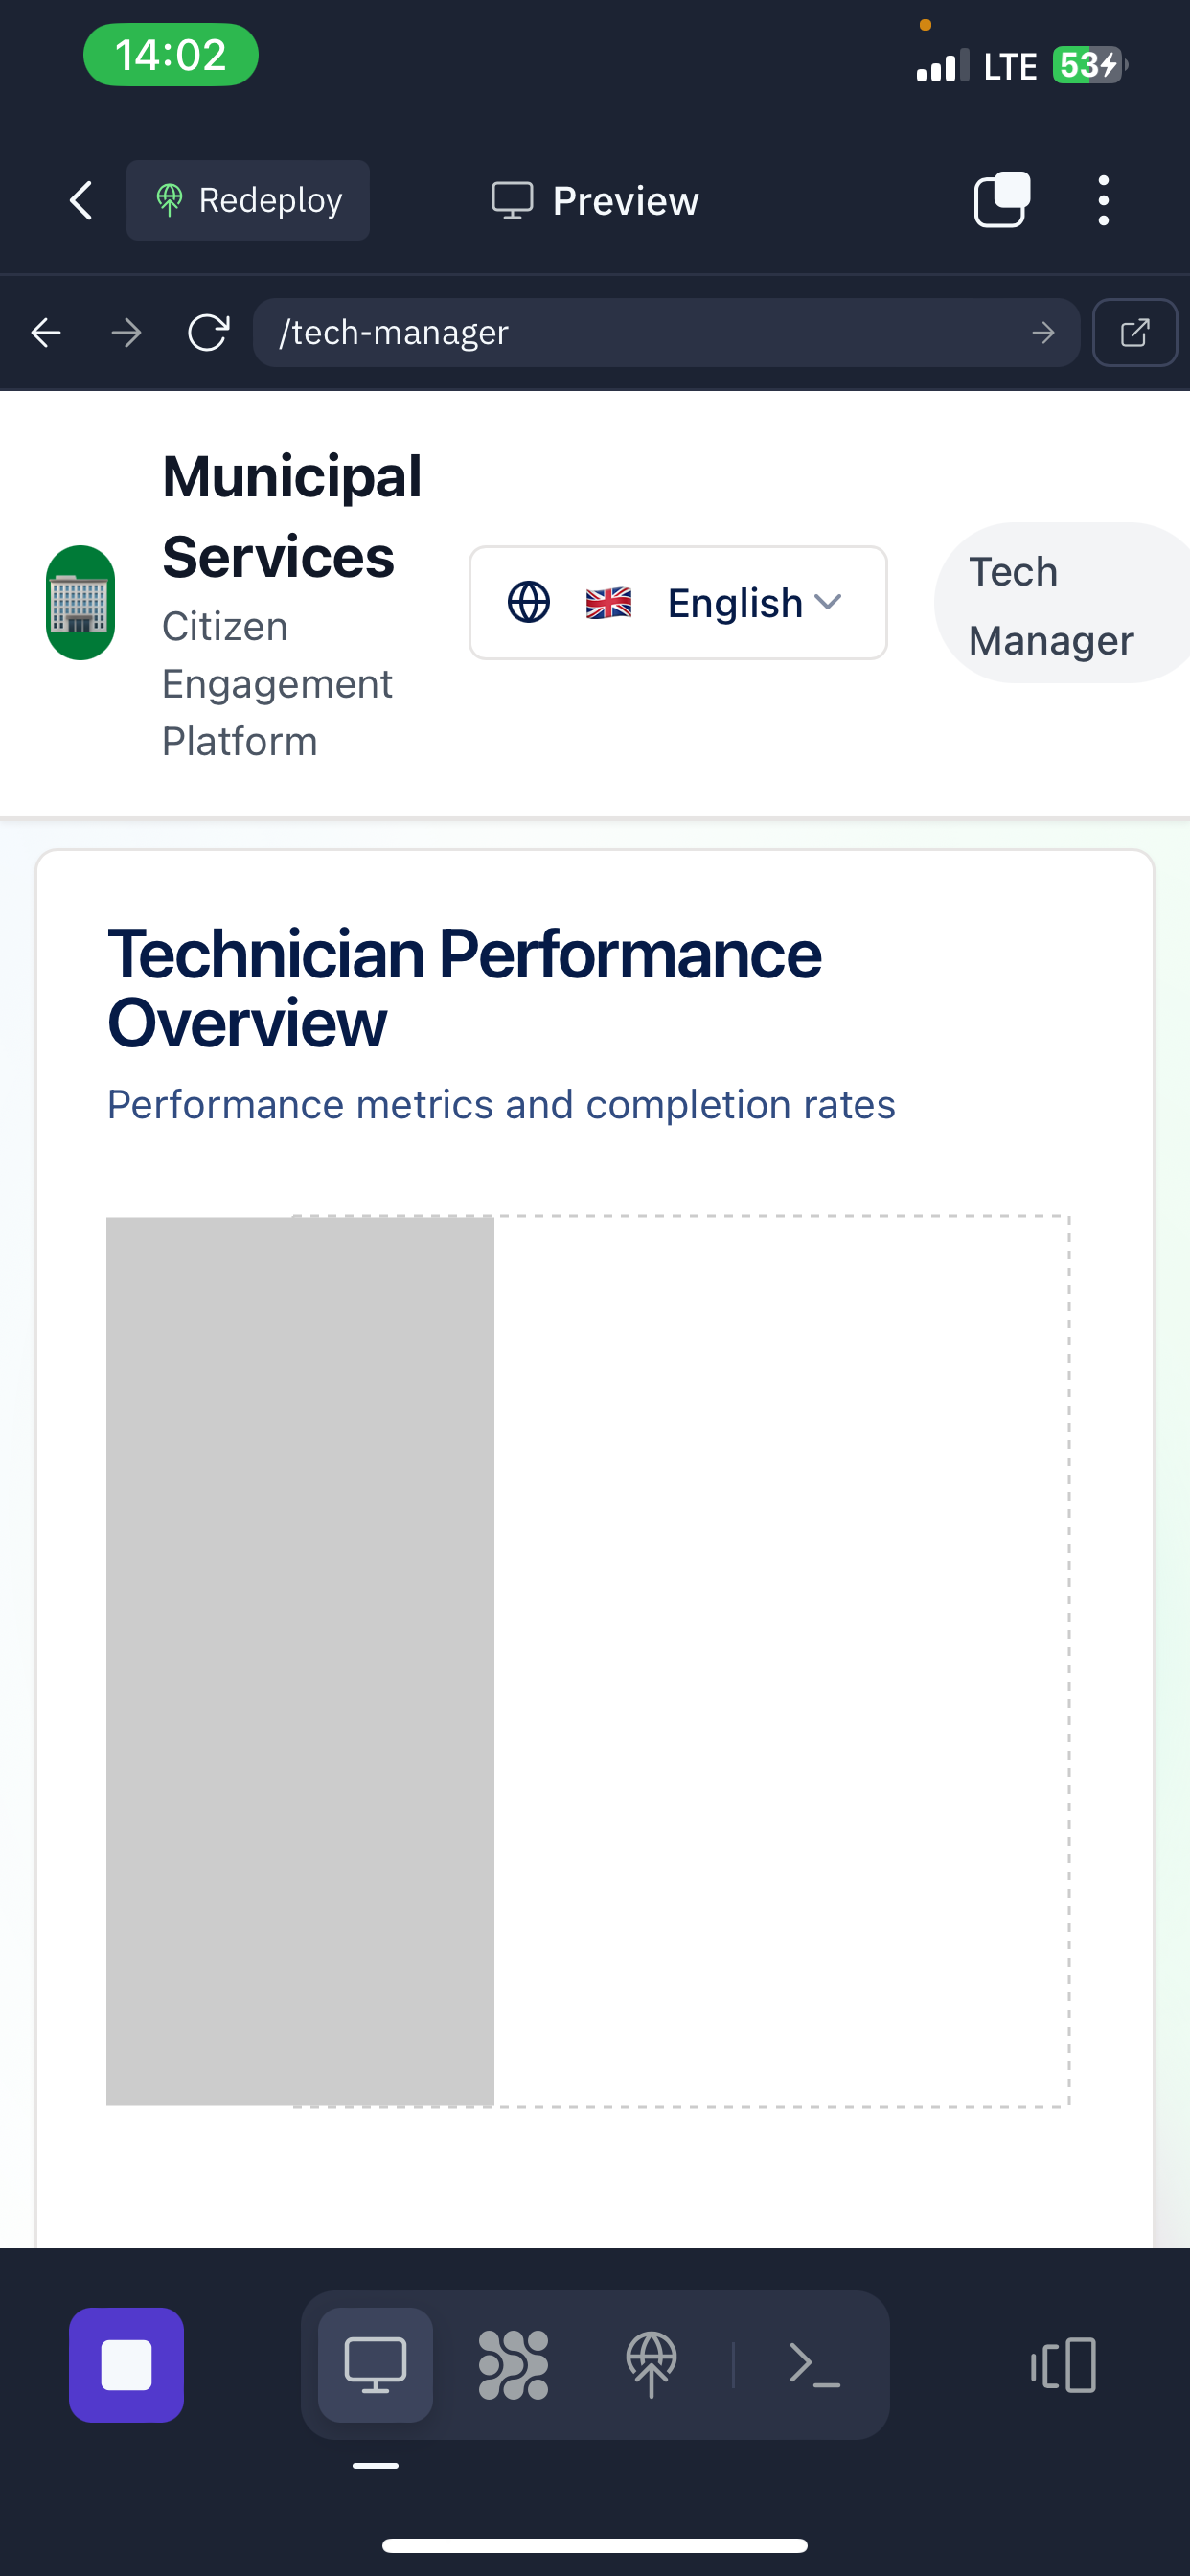 14:02
LTE 53
Redeploy
Preview
/tech-manager
Municipal
Services
Citizen
Engagement
Platform
English
Tech
Manager
Technician Performance
Overview
Performance metrics and completion rates